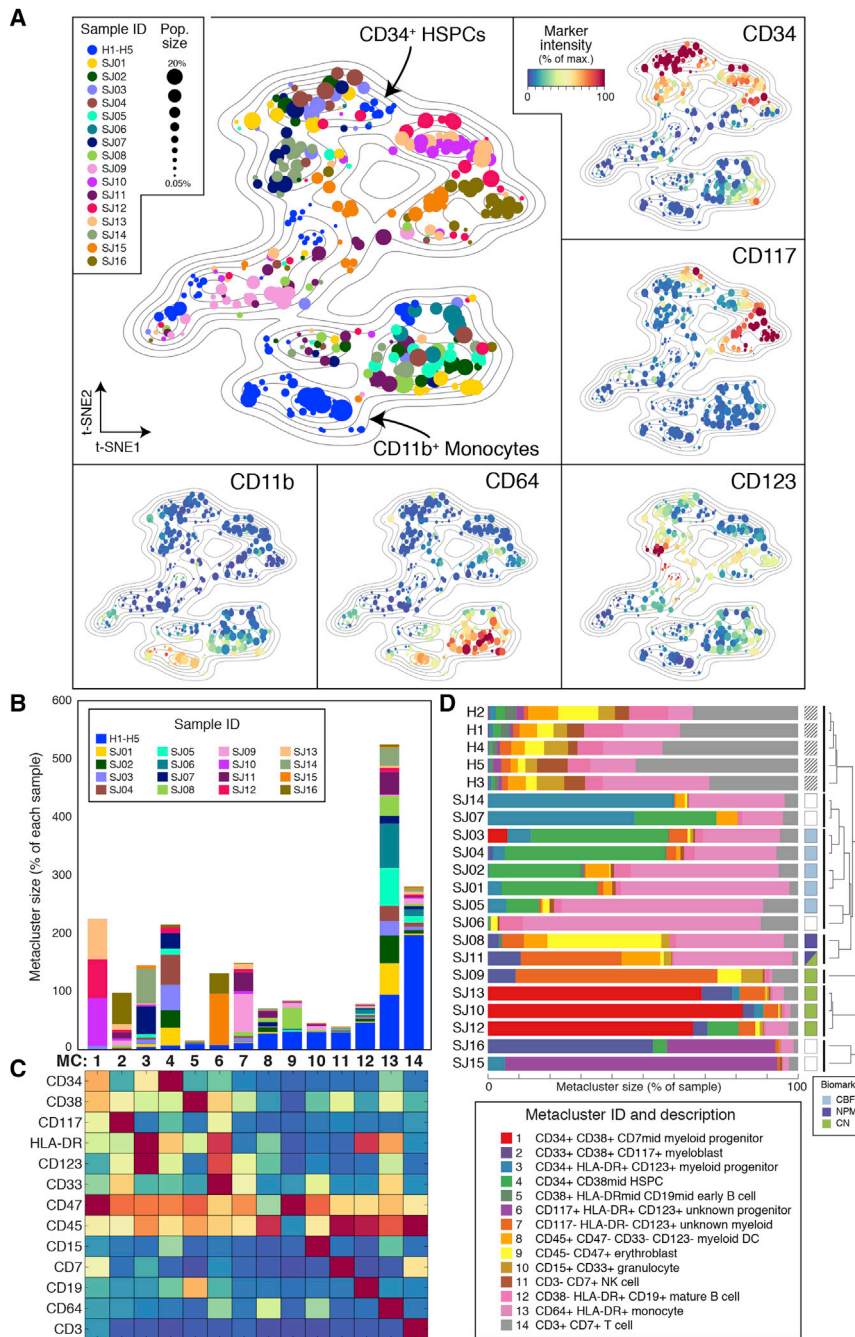 A
Sample ID
H1-H5
SJ01
SJ02
SJ03
SJ04
SJ05
SJ06
SJ07
SJ08
SJ09
SJ10
SJ11
SJ12
SJ13
SJ14
SJ15
SJ16
Pop. size
20%
0.05%
CD34+ HSPCs
CD11b+ Monocytes
t-SNE2
t-SNE1
Marker intensity
(% of max.)
0 100
CD34
CD117
CD11b
CD64
CD123
B
Metacluster size (% of each sample)
600
500
400
300
200
100
0
Sample ID
H1-H5
SJ01
SJ02
SJ03
SJ04
SJ05
SJ06
SJ07
SJ08
SJ09
SJ10
SJ11
SJ12
SJ13
SJ14
SJ15
SJ16
MC: 1 2 3 4 5 6 7 8 9 10 11 12 13 14
C
CD34
CD38
CD117
HLA-DR
CD123
CD33
CD47
CD45
CD15
CD7
CD19
CD64
CD3
D
H2
H1
H4
H5
H3
SJ14
SJ07
SJ03
SJ04
SJ02
SJ01
SJ05
SJ06
SJ08
SJ11
SJ09
SJ13
SJ10
SJ12
SJ16
SJ15
0 100
Metacluster size (% of sample)
Biomark
CBF
NPM
CN
Metacluster ID and description
1 CD34+ CD38+ CD7mid myeloid progenitor
2 CD33+ CD38+ CD117+ myeloblast
3 CD34+ HLA-DR+ CD123+ myeloid progenitor
4 CD34+ CD38mid HSPC
5 CD38+ HLA-DRmid CD19mid early B cell
6 CD117+ HLA-DR+ CD123+ unknown progenitor
7 CD117- HLA-DR- CD123+ unknown myeloid
8 CD45+ CD47- CD33- CD123- myeloid DC
9 CD45- CD47+ erythroblast
10 CD15+ CD33+ granulocyte
11 CD3- CD7+ NK cell
12 CD38- HLA-DR+ CD19+ mature B cell
13 CD64+ HLA-DR+ monocyte
14 CD3+ CD7+ T cell